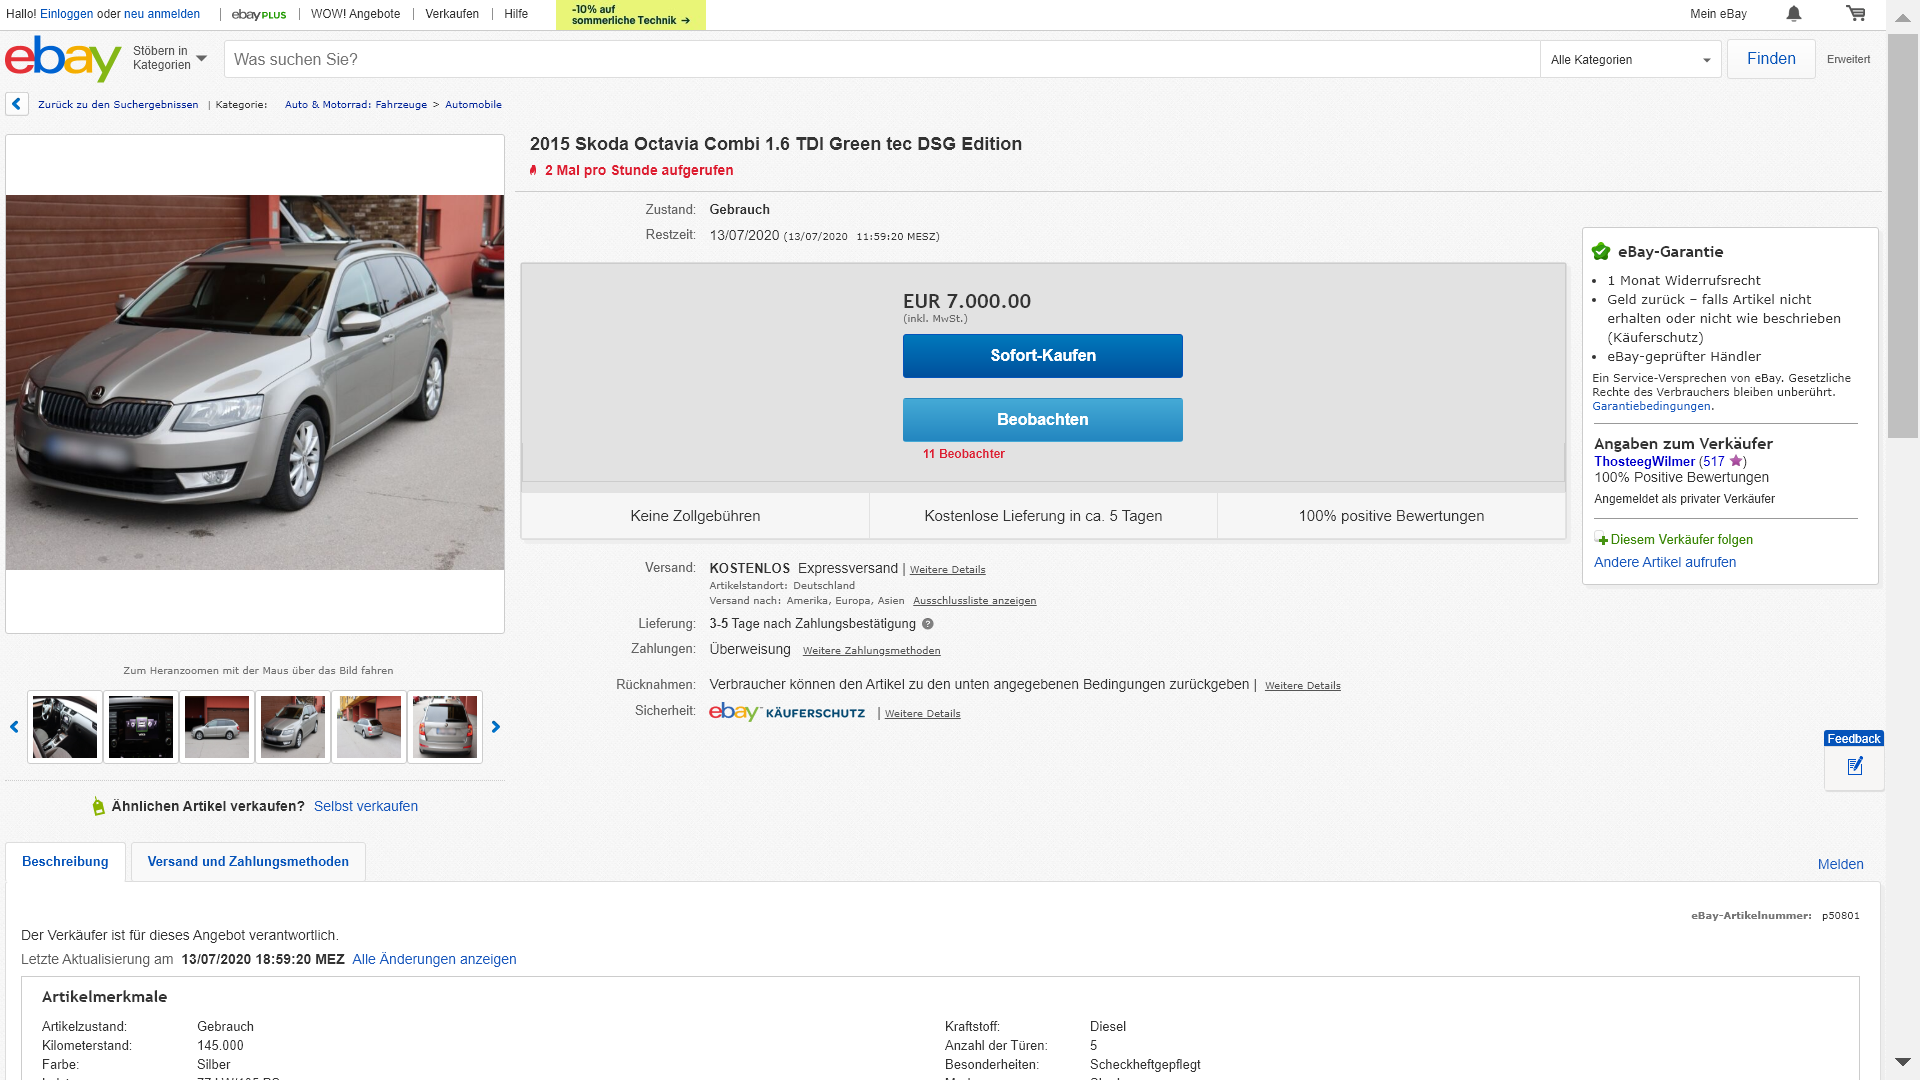 Hallo! Einloggen oder neu anmelden | ebay PLUS | WOW! Angebote | Verkaufen | Hilfe
-10% auf
sommerliche Technik →
Mein eBay
ebay
Stöbern in
Kategorien
Was suchen Sie?
Alle Kategorien
Finden
Erweitert
Zurück zu den Suchergebnissen | Kategorie: Auto & Motorrad: Fahrzeuge > Automobile
2015 Skoda Octavia Combi 1.6 TDI Green tec DSG Edition
2 Mal pro Stunde aufgerufen
Zustand: Gebrauch
Restzeit: 13/07/2020 (13/07/2020 11:59:20 MESZ)
EUR 7.000.00
(inkl. MwSt.)
Sofort-Kaufen
Beobachten
11 Beobachter
Keine Zollgebühren
Kostenlose Lieferung in ca. 5 Tagen
100% positive Bewertungen
Versand: KOSTENLOS Expressversand | Weitere Details
Artikelstandort: Deutschland
Versand nach: Amerika, Europa, Asien Ausschlussliste anzeigen
Lieferung: 3-5 Tage nach Zahlungsbestätigung ?
Zahlungen: Überweisung Weitere Zahlungsmethoden
Rücknahmen: Verbraucher können den Artikel zu den unten angegebenen Bedingungen zurückgeben | Weitere Details
Sicherheit: ebay KÄUFERSCHUTZ | Weitere Details
eBay-Garantie
• 1 Monat Widerrufsrecht
• Geld zurück – falls Artikel nicht
erhalten oder nicht wie beschrieben
(Käuferschutz)
• eBay-geprüfter Händler
Ein Service-Versprechen von eBay. Gesetzliche
Rechte des Verbrauchers bleiben unberührt.
Garantiebedingungen.
Angaben zum Verkäufer
ThosteegWilmer (517)
100% Positive Bewertungen
Angemeldet als privater Verkäufer
Diesem Verkäufer folgen
Andere Artikel aufrufen
Zum Heranzoomen mit der Maus über das Bild fahren
Ähnlichen Artikel verkaufen? Selbst verkaufen
Feedback
Beschreibung
Versand und Zahlungsmethoden
Melden
eBay-Artikelnummer: p50801
Der Verkäufer ist für dieses Angebot verantwortlich.
Letzte Aktualisierung am 13/07/2020 18:59:20 MEZ Alle Änderungen anzeigen
Artikelmerkmale
Artikelzustand: Gebrauch Kraftstoff: Diesel
Kilometerstand: 145.000 Anzahl der Türen: 5
Farbe: Silber Besonderheiten: Scheckheftgepflegt